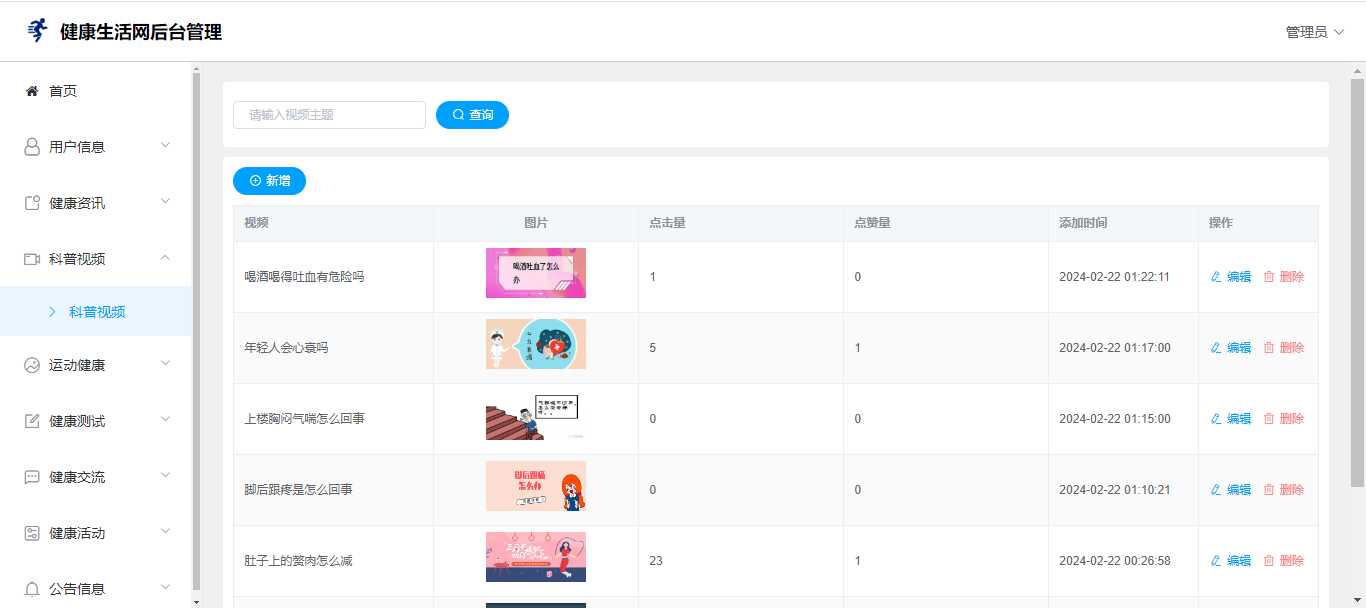 健康生活网后台管理
管理员
首页
用户信息
健康资讯
科普视频
科普视频
运动健康
健康测试
健康交流
健康活动
公告信息
请输入视频主题
查询
新增
视频 图片 点击量 点赞量 添加时间 操作
喝酒喝得吐血有危险吗 1 0 2024-02-22 01:22:11 编辑 删除
喝酒吐血了怎么
办
年轻人会心衰吗 5 1 2024-02-22 01:17:00 编辑 删除
上楼胸闷气喘怎么回事 0 0 2024-02-22 01:15:00 编辑 删除
脚后跟疼是怎么回事 0 0 2024-02-22 01:10:21 编辑 删除
脚后跟痛
怎么办
肚子上的赘肉怎么减 23 1 2024-02-22 00:26:58 编辑 删除